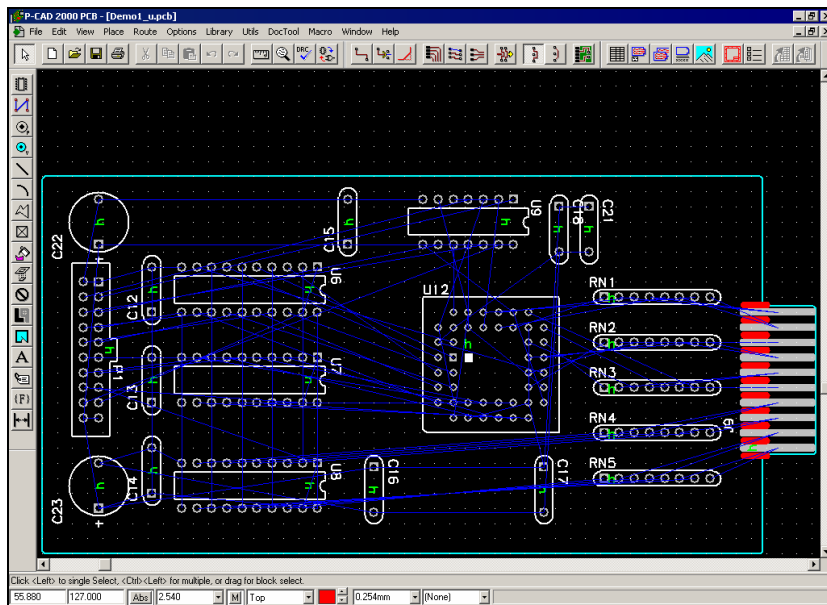 P-CAD 2000 PCB - [Demo1_u.pcb]
File Edit View Place Route Options Library Utils DocTool Macro Window Help
DRC
C22
C15
U9
C18
C21
U6
U12
RN1
C12
P1
RN2
U7
C13
RN3
RN4
J9
C14
U8
C16
C17
RN5
C23
A
{F}
Click <Left> to single Select, <Ctrl><Left> for multiple, or drag for block select.
55.880 127.000 Abs 2.540 M Top 0.254mm (None)